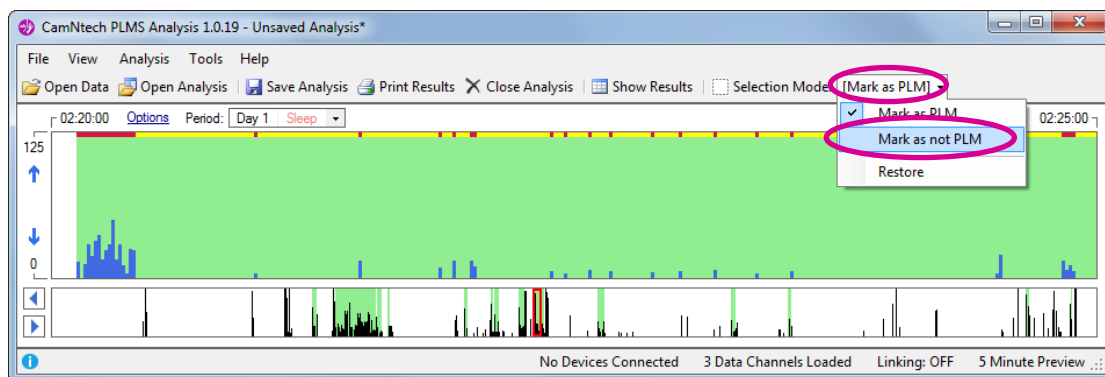 CamNtech PLMS Analysis 1.0.19 - Unsaved Analysis*
File View Analysis Tools Help
Open Data Open Analysis Save Analysis Print Results Close Analysis Show Results Selection Mode [Mark as PLM]
02:20:00 Options Period: Day 1 Sleep Mark as PLM 02:25:00
125 Mark as not PLM
Restore
0
No Devices Connected 3 Data Channels Loaded Linking: OFF 5 Minute Preview